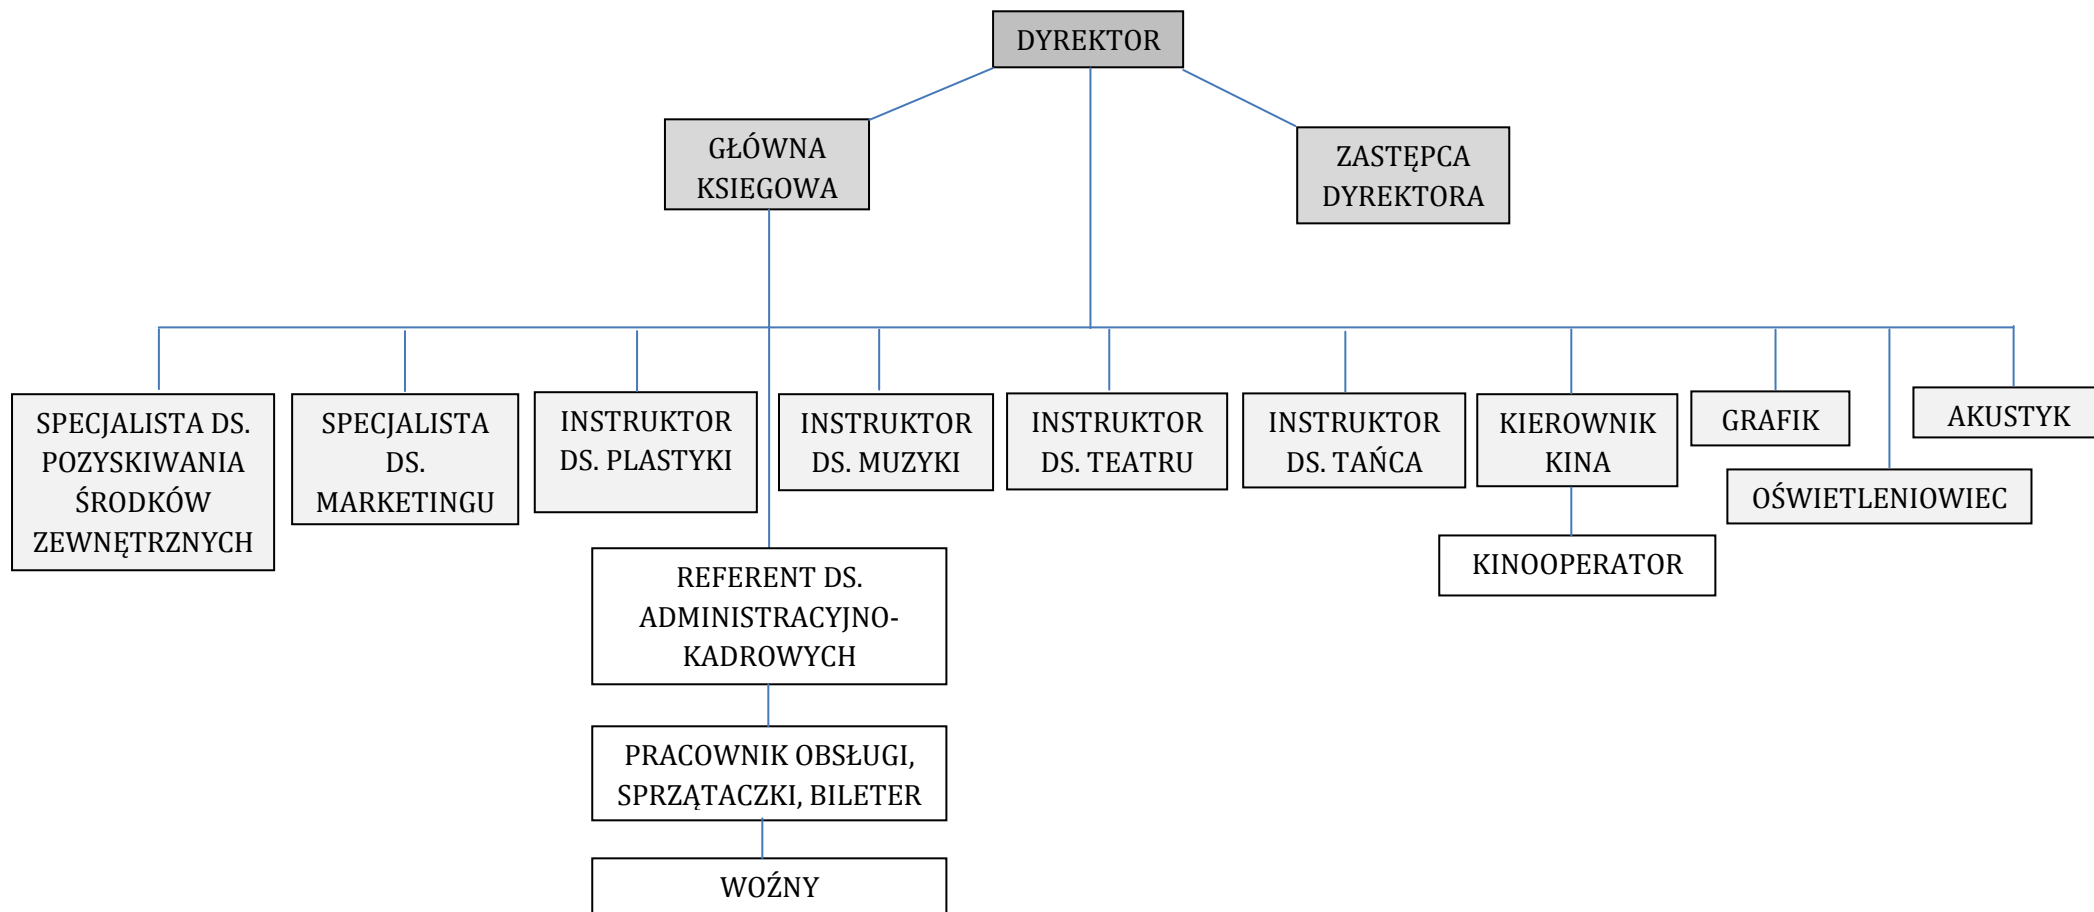 DYREKTOR
GŁÓWNA
KSIEGOWA
ZASTĘPCA
DYREKTORA
SPECJALISTA DS.
POZYSKIWANIA
ŚRODKÓW
ZEWNĘTRZNYCH
SPECJALISTA
DS.
MARKETINGU
INSTRUKTOR
DS. PLASTYKI
INSTRUKTOR
DS. MUZYKI
INSTRUKTOR
DS. TEATRU
INSTRUKTOR
DS. TAŃCA
KIEROWNIK
KINA
GRAFIK
AKUSTYK
OŚWIETLENIOWIEC
KINOOPERATOR
REFERENT DS.
ADMINISTRACYJNO-
KADROWYCH
PRACOWNIK OBSŁUGI,
SPRZĄTACZKI, BILETER
WOŹNY